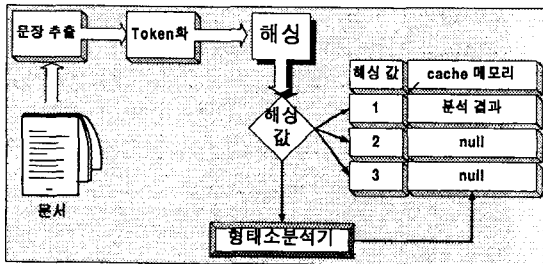 문장 추출
Token화
해싱
해싱 값
cache 메모리
1
분석 결과
2
null
3
null
해싱
값
문서
형태소분석기